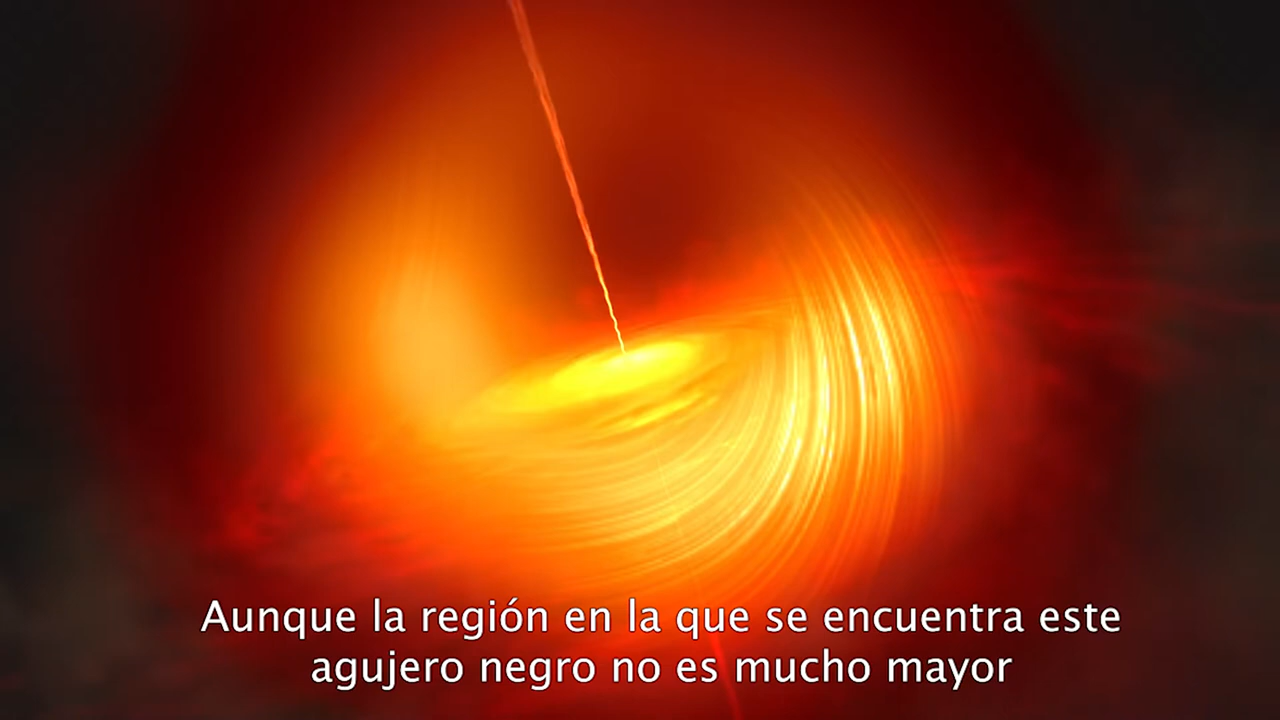 Aunque la región en la que se encuentra este
agujero negro no es mucho mayor